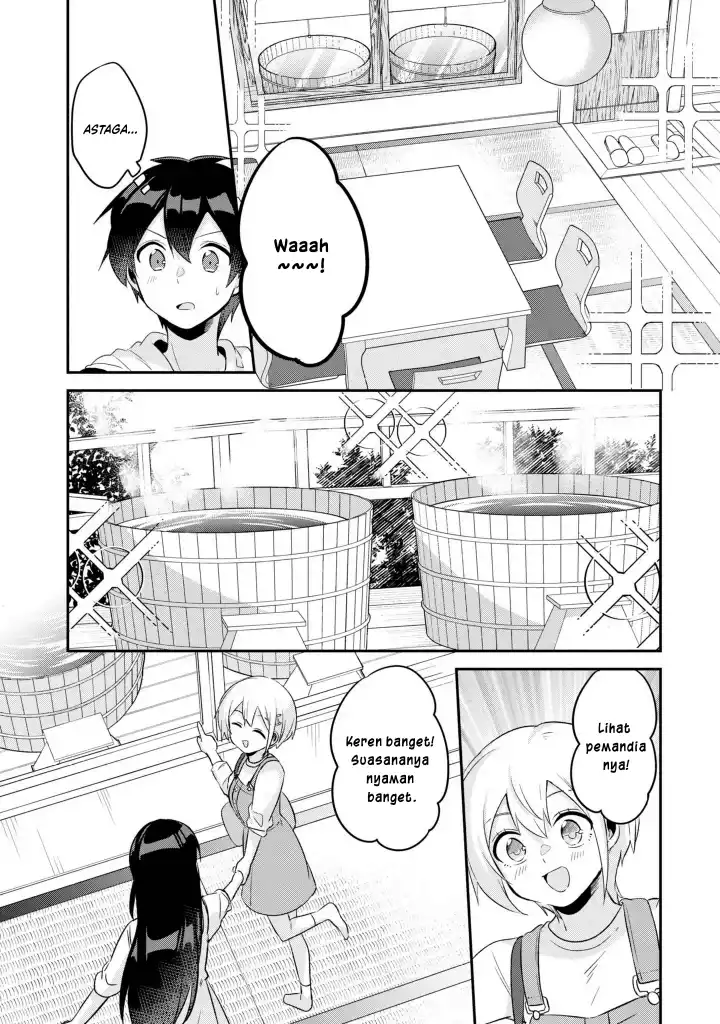 Waaah
~~~!
ASTAGA...
Lihat
pemandia
nya!
Keren banget!
Suasananya
nyaman
banget.